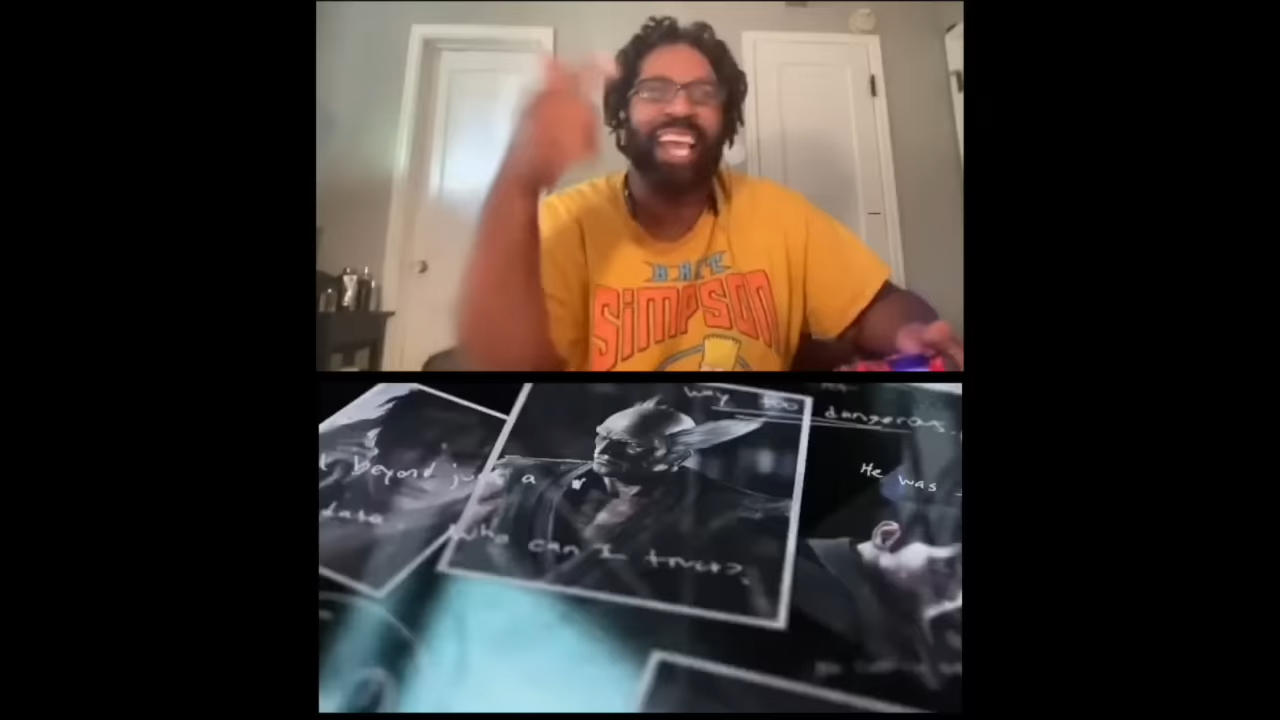 BART
SIMPSON
way too dangerous.
beyond just a
data.
He was
who can I trust?